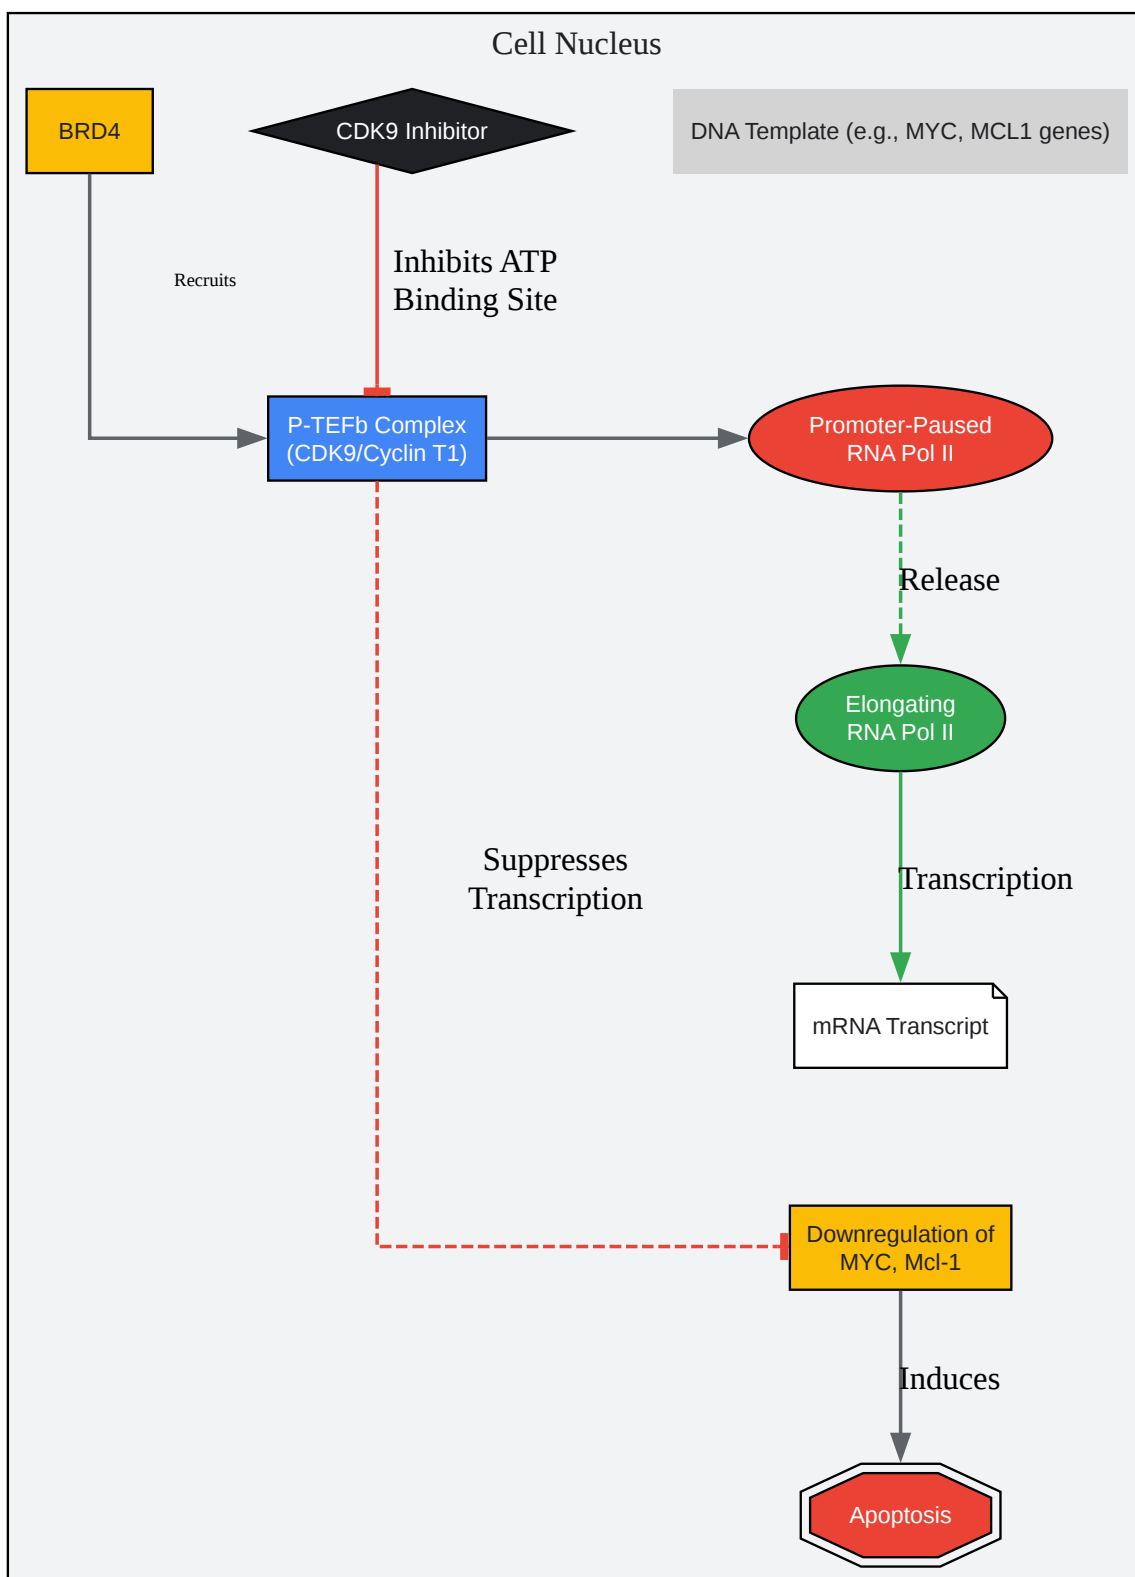 Cell Nucleus
BRD4
CDK9 Inhibitor
DNA Template (e.g., MYC, MCL1 genes)
Recruits
Inhibits ATP
Binding Site
P-TEFb Complex
(CDK9/Cyclin T1)
Promoter-Paused
RNA Pol II
Release
Elongating
RNA Pol II
Suppresses
Transcription
Transcription
mRNA Transcript
Downregulation of
MYC, Mcl-1
Induces
Apoptosis